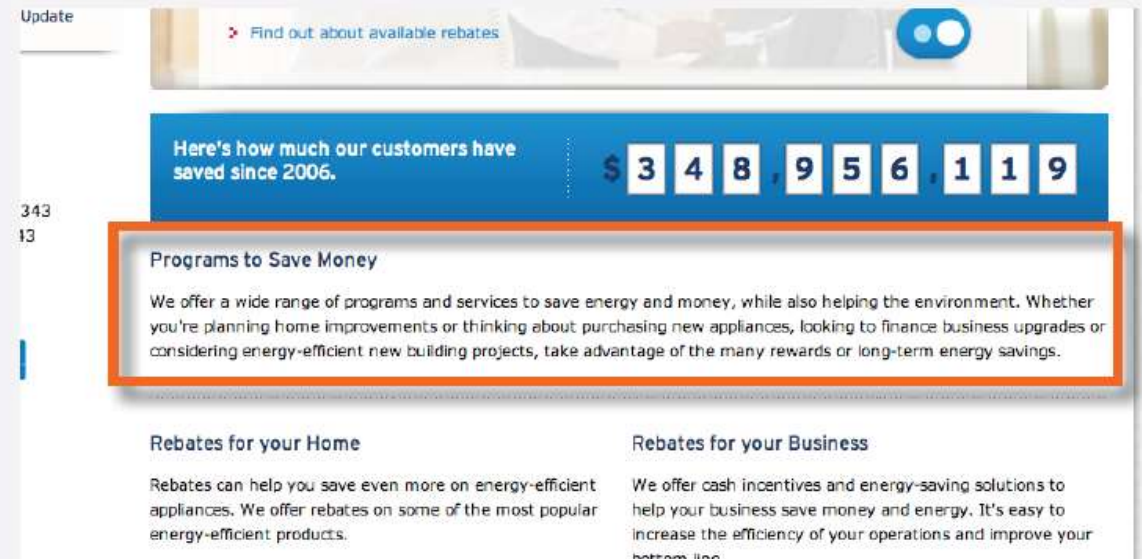 Update
Find out about available rebates
Here's how much our customers have
saved since 2006.
$348,956,119
343
Programs to Save Money
We offer a wide range of programs and services to save energy and money, while also helping the environment. Whether
you're planning home improvements or thinking about purchasing new appliances, looking to finance business upgrades or
considering energy-efficient new building projects, take advantage of the many rewards or long-term energy savings.
Rebates for your Home
Rebates can help you save even more on energy-efficient
appliances. We offer rebates on some of the most popular
energy-efficient products.
Rebates for your Business
We offer cash incentives and energy-saving solutions to
help your business save money and energy. It's easy to
increase the efficiency of your operations and improve your
bottom line